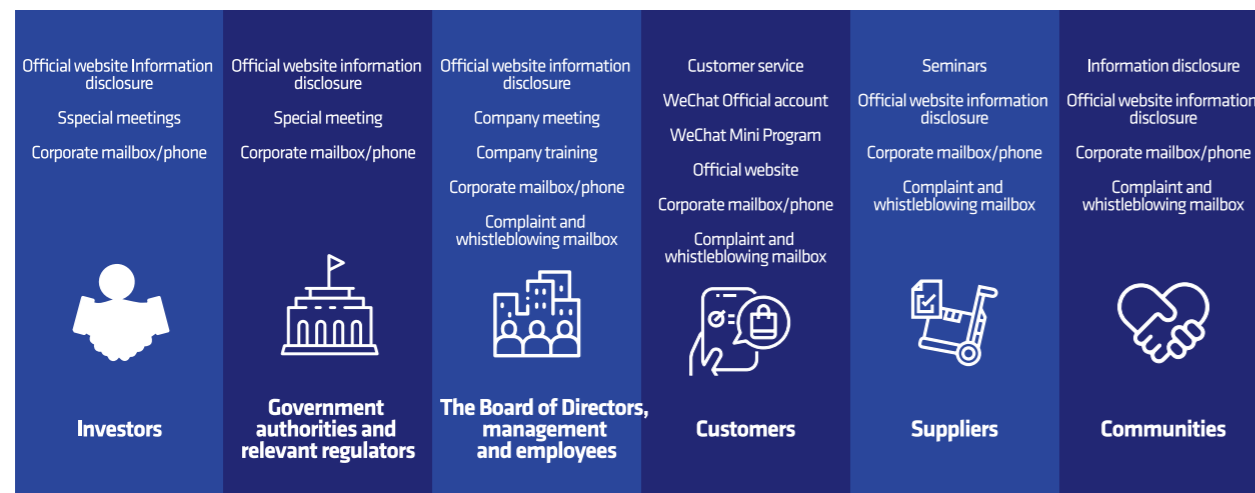 Official website Information
disclosure
Sspecial meetings
Corporate mailbox/phone
Investors
Official website information
disclosure
Special meeting
Corporate mailbox/phone
Government
authorities and
relevant regulators
Official website information
disclosure
Company meeting
Company training
Corporate mailbox/phone
Complaint and
whistleblowing mailbox
The Board of Directors,
management
and employees
Customer service
WeChat Official account
WeChat Mini Program
Official website
Corporate mailbox/phone
Complaint and
whistleblowing mailbox
Customers
Seminars
Official website information
disclosure
Corporate mailbox/phone
Complaint and
whistleblowing mailbox
Suppliers
Information disclosure
Official website information
disclosure
Corporate mailbox/phone
Complaint and
whistleblowing mailbox
Communities